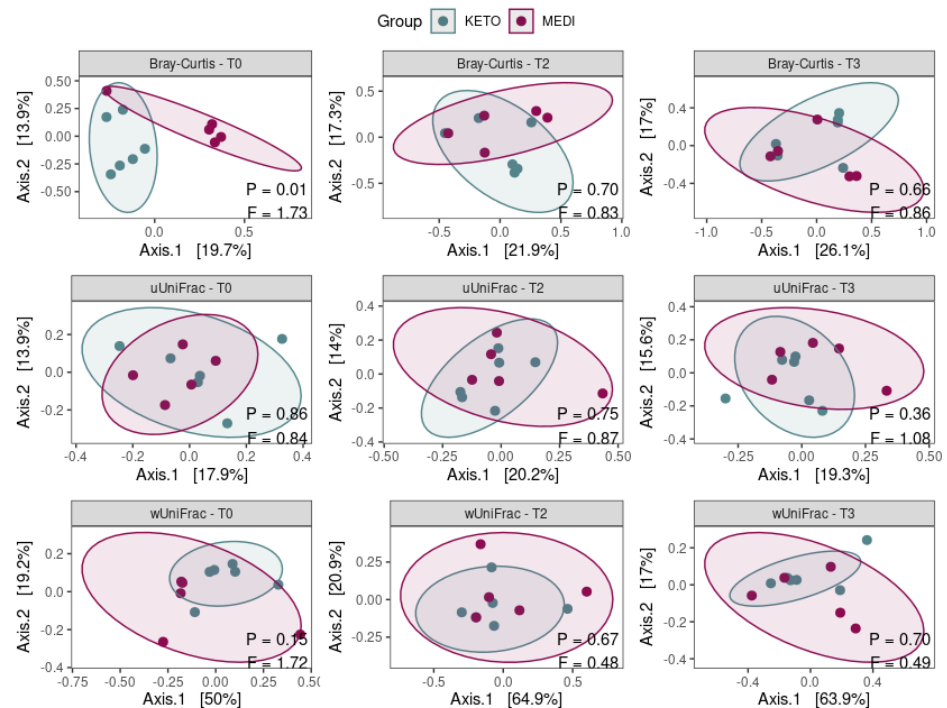 Group KETO MEDI
Bray-Curtis - T0 Bray-Curtis - T2 Bray-Curtis - T3
Axis.2 [13.9%]
0.50
0.25
0.00
-0.25
-0.50
P = 0.01
F = 1.73
0.0 0.5
Axis.1 [19.7%]
Axis.2 [17.3%]
0.5
0.0
-0.5
P = 0.70
F = 0.83
-0.5 0.0 0.5 1.0
Axis.1 [21.9%]
Axis.2 [17%]
0.4
0.0
-0.4
P = 0.66
F = 0.86
-1.0 -0.5 0.0 0.5 1.0
Axis.1 [26.1%]
uUniFrac - T0 uUniFrac - T2 uUniFrac - T3
Axis.2 [13.9%]
0.2
0.0
-0.2
P = 0.86
F = 0.84
-0.4 -0.2 0.0 0.2 0.4
Axis.1 [17.9%]
Axis.2 [14%]
0.4
0.2
0.0
-0.2
-0.4
P = 0.75
F = 0.87
-0.50 -0.25 0.00 0.25 0.50
Axis.1 [20.2%]
Axis.2 [15.6%]
0.4
0.2
0.0
-0.2
-0.4
P = 0.36
F = 1.08
-0.25 0.00 0.25 0.50
Axis.1 [19.3%]
wUniFrac - T0 wUniFrac - T2 wUniFrac - T3
Axis.2 [19.2%]
0.2
0.0
-0.2
-0.4
P = 0.15
F = 1.72
-0.75 -0.50 -0.25 0.00 0.25 0.50
Axis.1 [50%]
Axis.2 [20.9%]
0.25
0.00
-0.25
P = 0.67
F = 0.48
-0.5 0.0 0.5
Axis.1 [64.9%]
Axis.2 [17%]
0.2
0.0
-0.2
-0.4
P = 0.70
F = 0.49
-0.4 0.0 0.4
Axis.1 [63.9%]